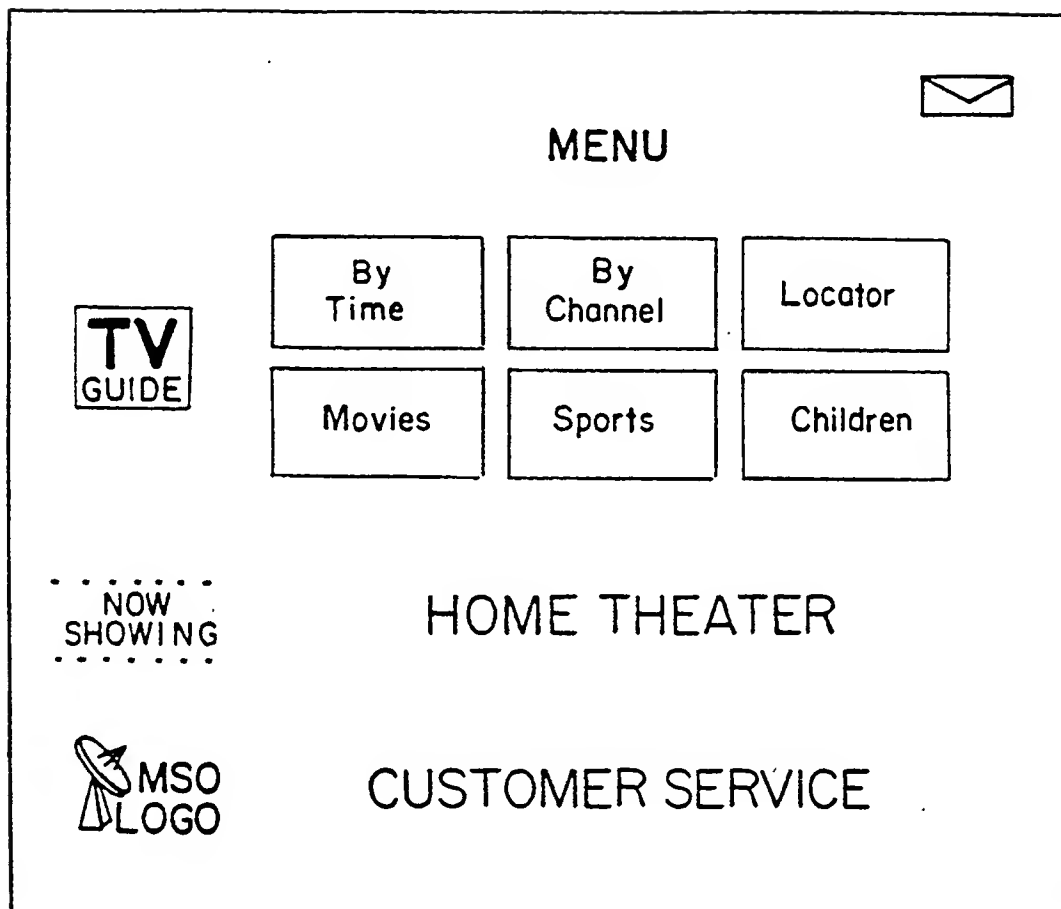 MENU
By
Time
By
Channel
Locator
TV
GUIDE
Movies
Sports
Children
NOW
SHOWING
HOME THEATER
MSO
LOGO
CUSTOMER SERVICE